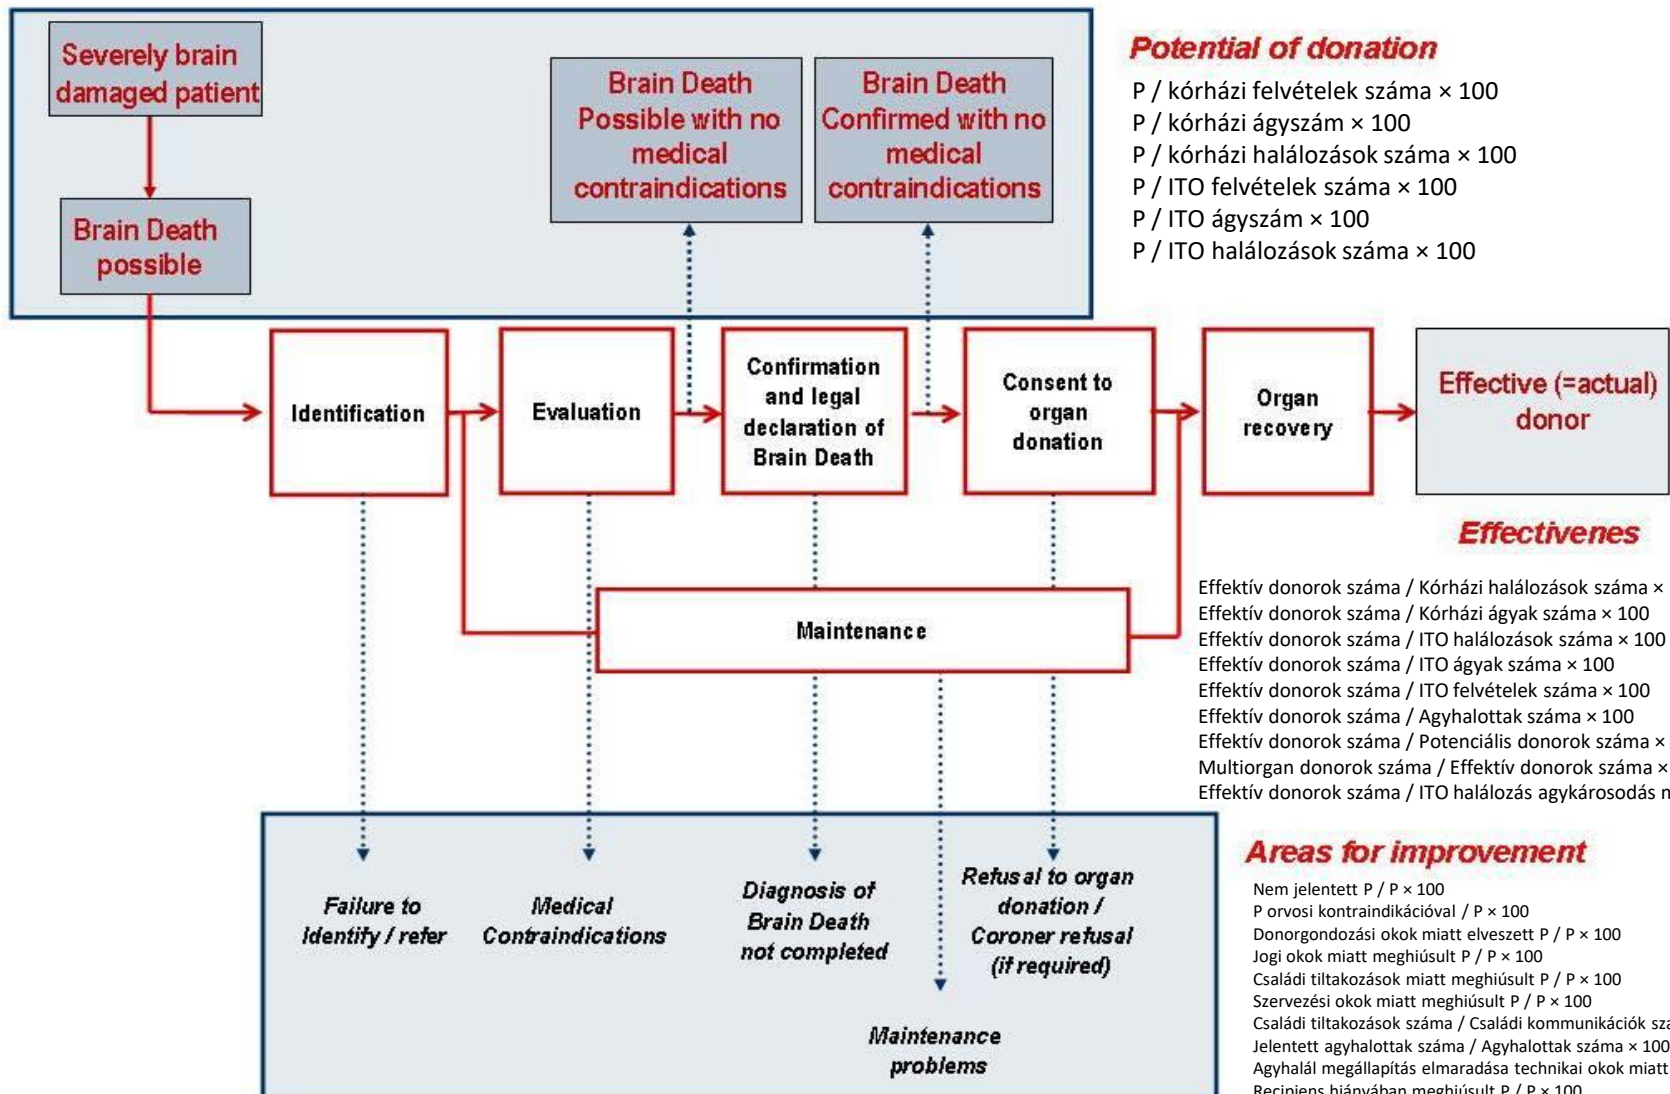 Severely brain
damaged patient
Brain Death
possible
Brain Death
Possible with no
medical
contraindications
Brain Death
Confirmed with no
medical
contraindications
Potential of donation
P / kórházi felvételek száma × 100
P / kórházi ágyszám × 100
P / kórházi halálozások száma × 100
P / ITO felvételek száma × 100
P / ITO ágyszám × 100
P / ITO halálozások száma × 100
Identification
Evaluation
Confirmation
and legal
declaration of
Brain Death
Consent to
organ
donation
Organ
recovery
Effective (=actual)
donor
Maintenance
Effectivenes
Effektív donorok száma / Kórházi halálozások száma ×
Effektív donorok száma / Kórházi ágyak száma × 100
Effektív donorok száma / ITO halálozások száma × 100
Effektív donorok száma / ITO ágyak száma × 100
Effektív donorok száma / ITO felvételek száma × 100
Effektív donorok száma / Agyhalottak száma × 100
Effektív donorok száma / Potenciális donorok száma ×
Multiorgan donorok száma / Effektív donorok száma ×
Effektív donorok száma / ITO halálozás agykárosodás
Failure to
Identify / refer
Medical
Contraindications
Diagnosis of
Brain Death
not completed
Refusal to organ
donation /
Coroner refusal
(if required)
Maintenance
problems
Areas for improvement
Nem jelentett P / P × 100
P orvosi kontraindikációval / P × 100
Donorgondozási okok miatt elveszett P / P × 100
Jogi okok miatt meghiúsult P / P × 100
Családi tiltakozások miatt meghiúsult P / P × 100
Szervezési okok miatt meghiúsult P / P × 100
Családi tiltakozások száma / Családi kommunikációk
Jelentett agyhalottak száma / Agyhalottak száma × 100
Agyhalál megállapítás elmaradása technikai okok miatt
Recipiens hiányában meghiúsult P / P × 100